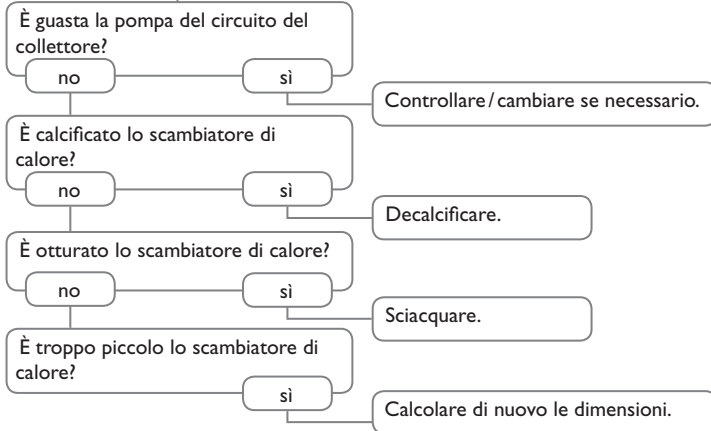 È guasta la pompa del circuito del
collettore?
no
sì
Controllare/cambiare se necessario.
È calcificato lo scambiatore di
calore?
no
sì
Decalcificare.
È otturato lo scambiatore di calore?
no
sì
Sciacquare.
È troppo piccolo lo scambiatore di
calore?
sì
Calcolare di nuovo le dimensioni.